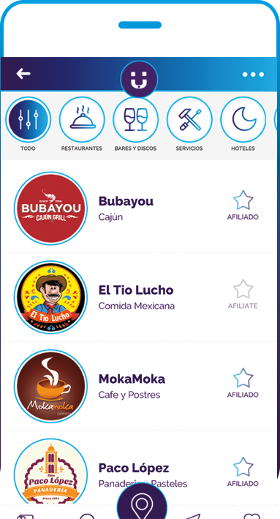 TODO
RESTAURANTES
BARES Y DISCOS
SERVICIOS
HOTELES
BUBAYOU
CAJÚN GRILL
Bubayou
Cajún
AFILIADO
El Tio Lucho
El Tio Lucho
Comida Mexicana
AFILIATE
Mokamoka
MokaMoka
Cafe y Postres
AFILIADO
Paco López
PANADERÍA
Paco López
Panaderia y Pasteles
AFILIADO